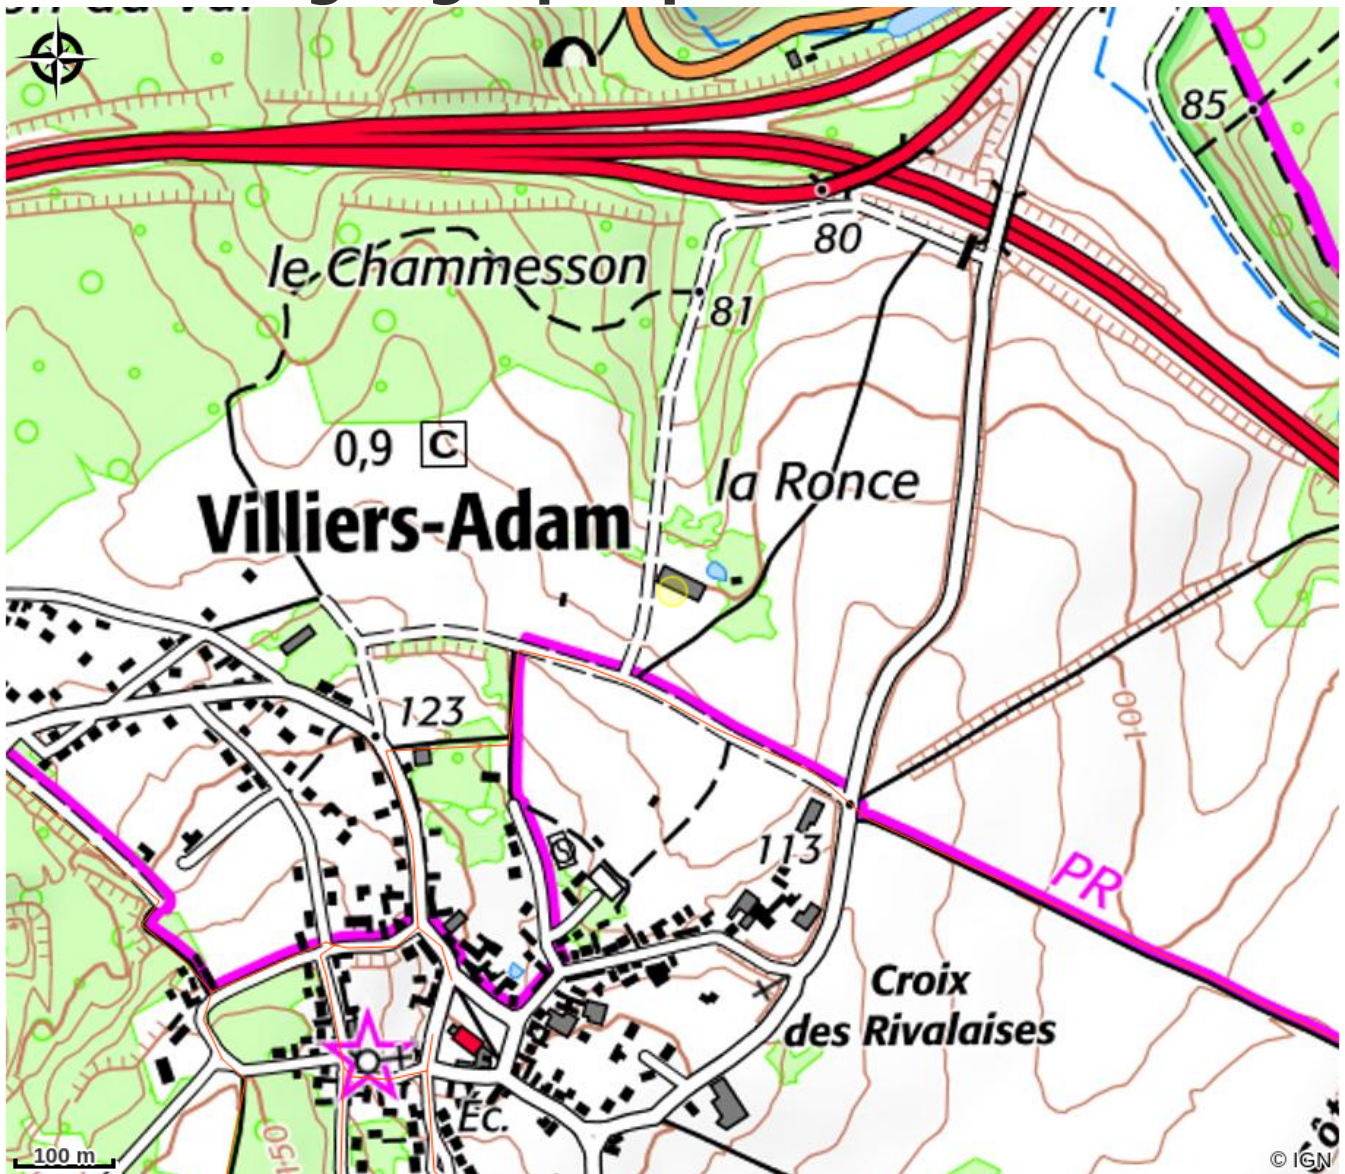 85
80
le Chammesson
81
0,9 C
la Ronce
Villiers-Adam
123
100
113
PR
Croix
des Rivalaises
Éc.
150
100 m
© IGN